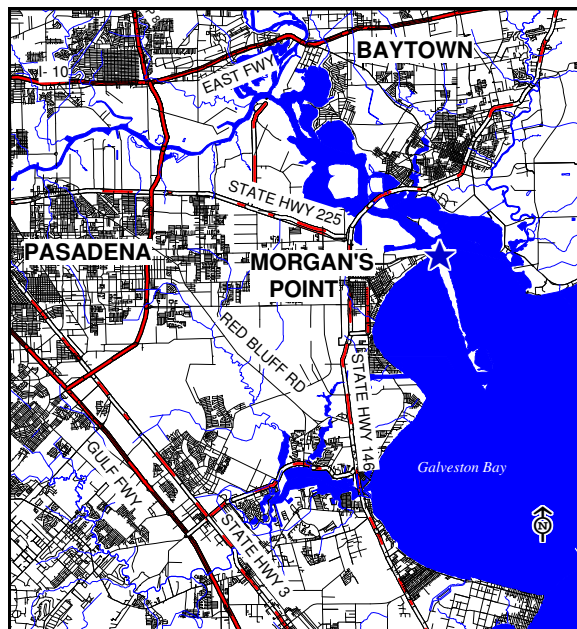 BAYTOWN
I- 10
EAST FWY
STATE HWY 225
PASADENA
MORGAN'S
POINT
RED BLUFF RD
STATE HWY 146
GULF FWY
Galveston Bay
STATE HWY 3
N